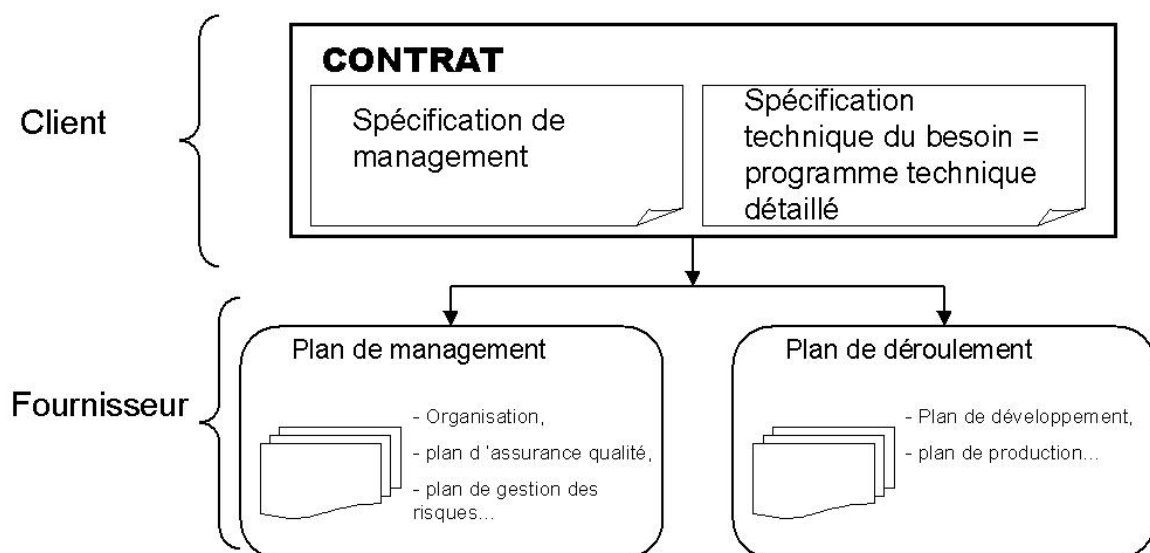 CONTRAT
Client
Spécification de
management
Spécification
technique du besoin =
programme technique
détaillé
Fournisseur
Plan de management
- Organisation,
- plan d 'assurance qualité,
- plan de gestion des
risques...
Plan de déroulement
- Plan de développement,
- plan de production...